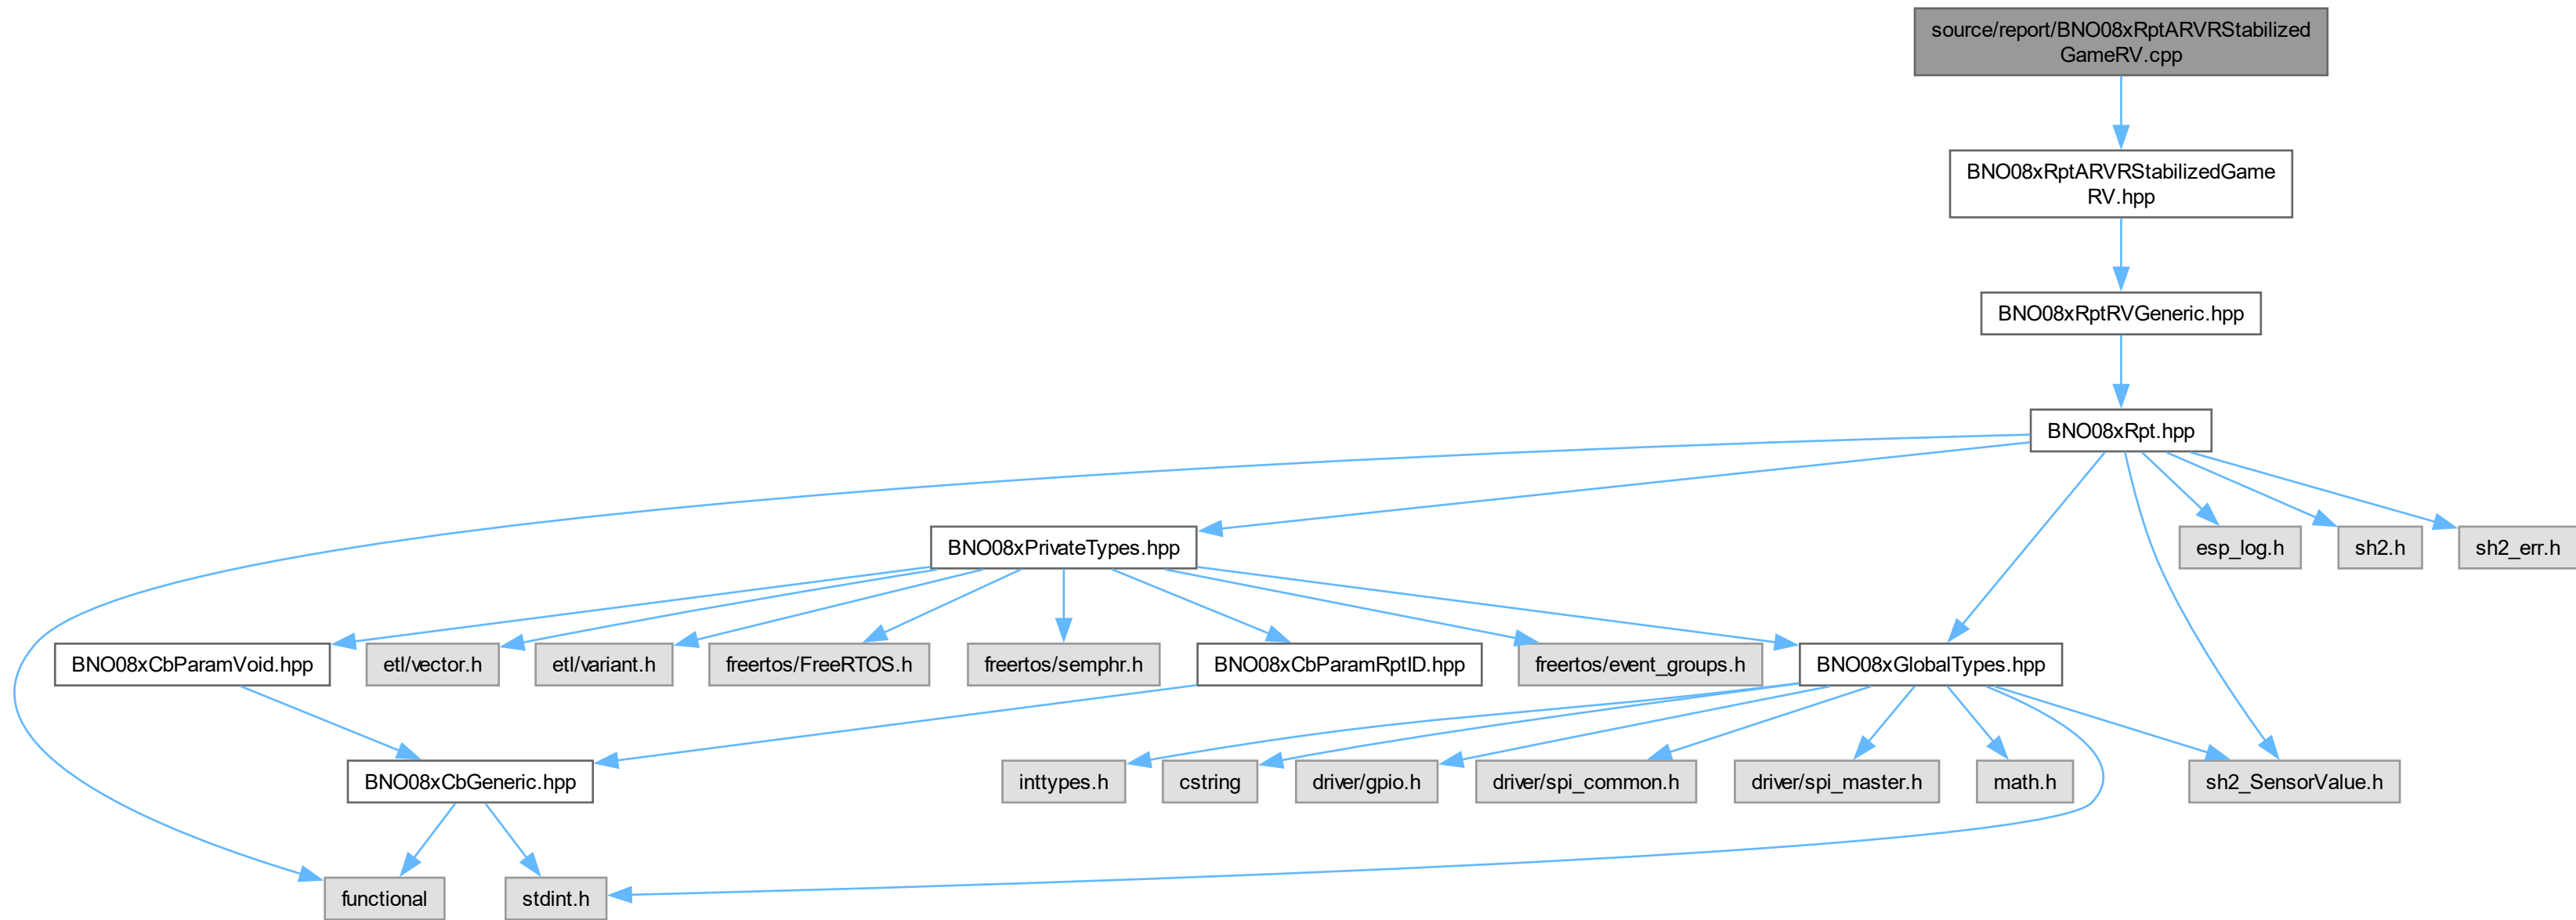 source/report/BNO08xRptARVRStabilized
GameRV.cpp
BNO08xRptARVRStabilizedGame
RV.hpp
BNO08xRptRVGeneric.hpp
BNO08xRpt.hpp
BNO08xPrivateTypes.hpp
esp_log.h
sh2.h
sh2_err.h
BNO08xCbParamVoid.hpp
etl/vector.h
etl/variant.h
freertos/FreeRTOS.h
freertos/semphr.h
BNO08xCbParamRptID.hpp
freertos/event_groups.h
BNO08xGlobalTypes.hpp
BNO08xCbGeneric.hpp
inttypes.h
cstring
driver/gpio.h
driver/spi_common.h
driver/spi_master.h
math.h
sh2_SensorValue.h
functional
stdint.h